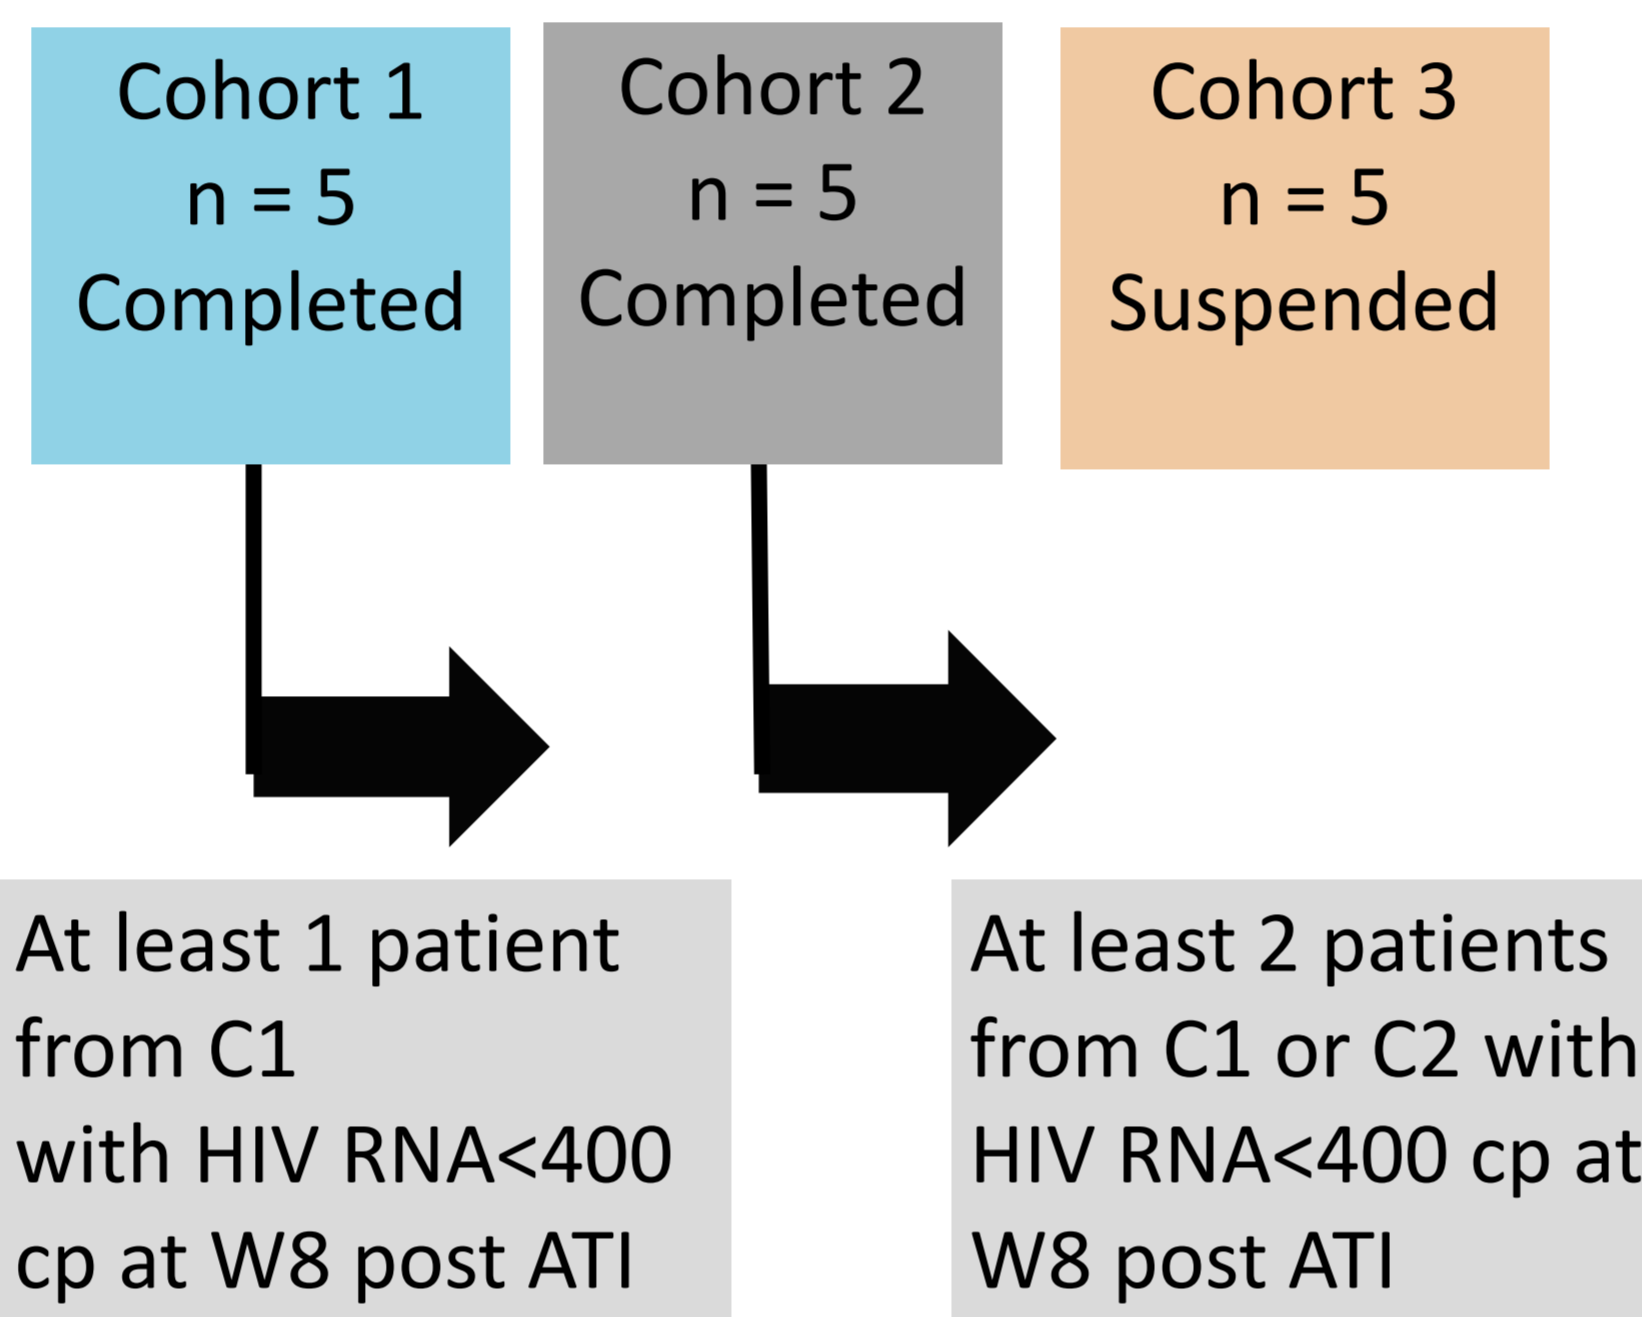 Cohort 1
n = 5
Completed
Cohort 2
n = 5
Completed
Cohort 3
n = 5
Suspended
At least 1 patient
from C1
with HIV RNA<400
cp at W8 post ATI
At least 2 patients
from C1 or C2 with
HIV RNA<400 cp at
W8 post ATI